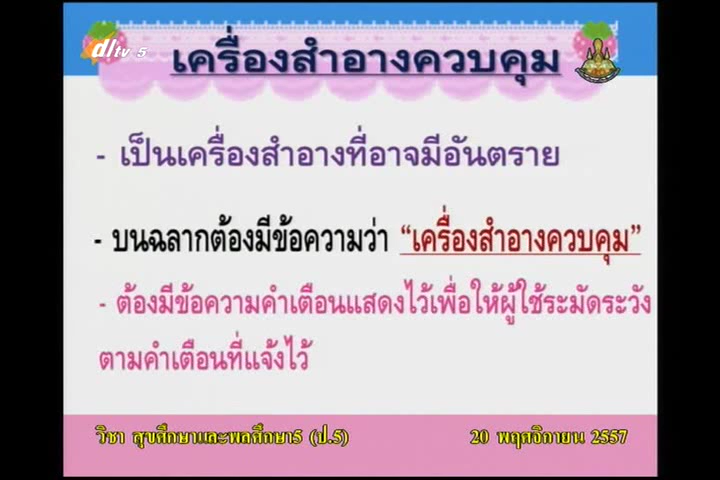 dltv 5
เครื่องสำอางควบคุม
- เป็นเครื่องสำอางที่อาจมีอันตราย
- บนฉลากต้องมีข้อความว่า “เครื่องสำอางควบคุม”
- ต้องมีข้อความคำเตือนแสดงไว้เพื่อให้ผู้ใช้ระมัดระวัง
ตามคำเตือนที่แจ้งไว้
วิชา สุขศึกษาและพลศึกษา5 (ป.5) 20 พฤศจิกายน 2557